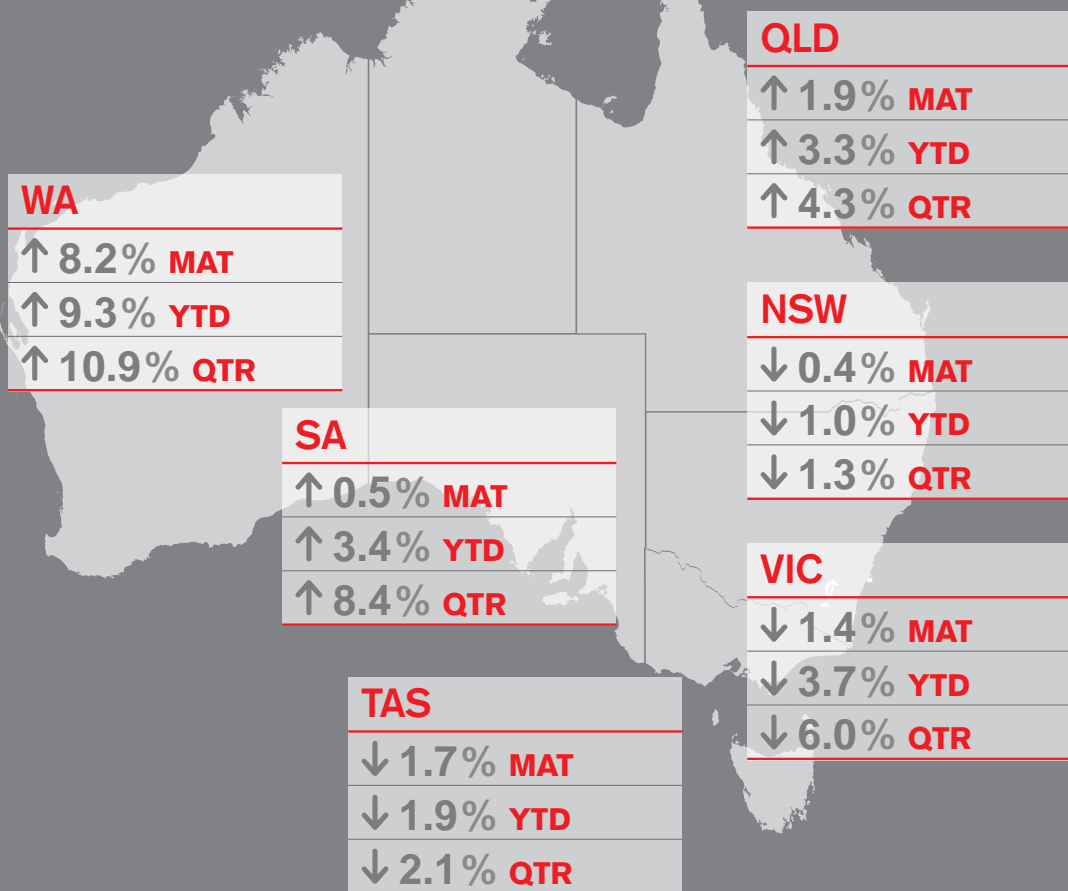 WA
↑ 8.2% MAT
↑ 9.3% YTD
↑ 10.9% QTR
SA
↑ 0.5% MAT
↑ 3.4% YTD
↑ 8.4% QTR
TAS
↓ 1.7% MAT
↓ 1.9% YTD
↓ 2.1% QTR
QLD
↑ 1.9% MAT
↑ 3.3% YTD
↑ 4.3% QTR
NSW
↓ 0.4% MAT
↓ 1.0% YTD
↓ 1.3% QTR
VIC
↓ 1.4% MAT
↓ 3.7% YTD
↓ 6.0% QTR